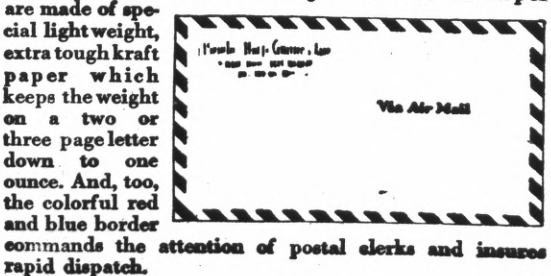 are made of spe-
cial light weight,
extra tough kraft
paper which
keeps the weight
on a two or
three page letter
down to one
ounce. And, too,
the colorful red
and blue border
commands the attention of postal clerks and insures
rapid dispatch.
Via Air Mail